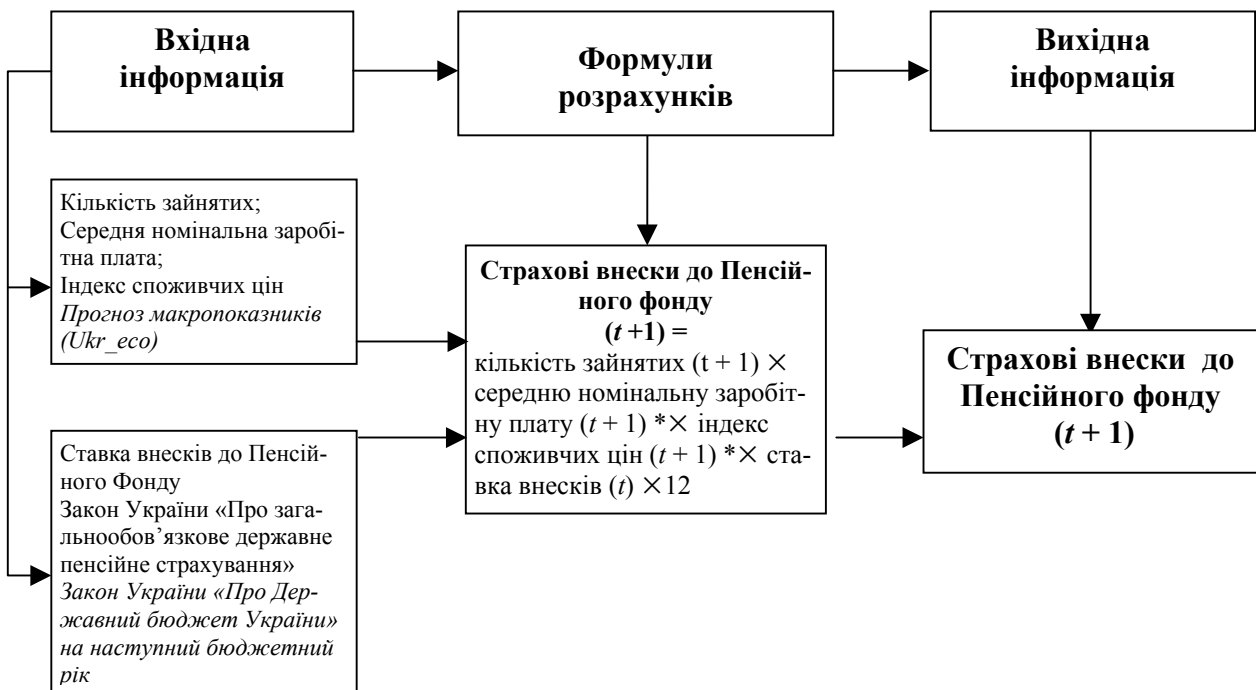 Вхідна
інформація
Формули
розрахунків
Вихідна
інформація
Кількість зайнятих;
Середня номінальна заробі-
тна плата;
Індекс споживчих цін
Прогноз макропоказників
(Ukr_eco)
Страхові внески до Пенсій-
ного фонду
(t +1) =
кількість зайнятих (t + 1) ×
середню номінальну заробіт-
ну плату (t + 1) *× індекс
споживчих цін (t + 1) *× ста-
вка внесків (t) ×12
Страхові внески до
Пенсійного фонду
(t + 1)
Ставка внесків до Пенсій-
ного Фонду
Закон України «Про зага-
льнообов’язкове державне
пенсійне страхування»
Закон України «Про Дер-
жавний бюджет України»
на наступний бюджетний
рік